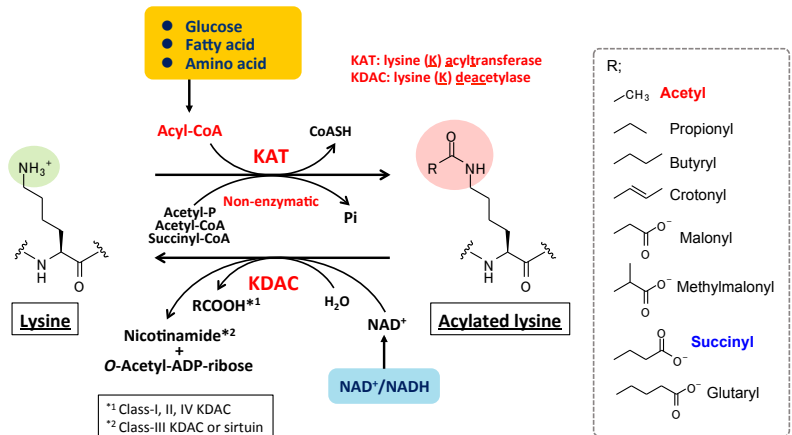 ● Glucose
● Fatty acid
● Amino acid
KAT: lysine (K) acyltransferase
KDAC: lysine (K) deacetylase
Acyl-CoA
CoASH
KAT
NH₃⁺
Non-enzymatic
Acetyl-P
Acetyl-CoA
Succinyl-CoA
Pi
O
R
NH
N
H
O
N
H
O
KDAC
RCOOH*1
H₂O
NAD⁺
Nicotinamide*2
+
O-Acetyl-ADP-ribose
Lysine
Acylated lysine
NAD⁺/NADH
*1 Class-I, II, IV KDAC
*2 Class-III KDAC or sirtuin
R;
CH₃ Acetyl
Propionyl
Butyryl
Crotonyl
O⁻ Malonyl
O
O⁻ Methylmalonyl
O
O Succinyl
O⁻
O⁻ Glutaryl
O